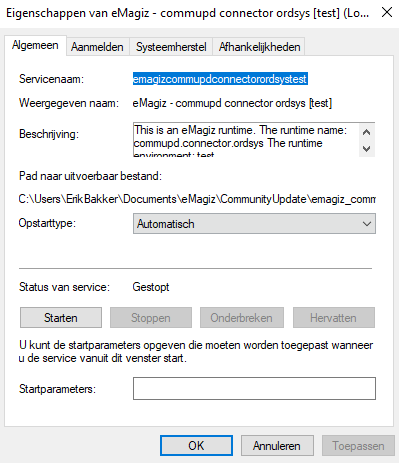 Eigenschappen van eMagiz - commupd connector ordsys [test] (Lo...
Algemeen Aanmelden Systeemherstel Afhankelijkheden
Servicenaam: emagizcommupdconnectorordsystest
Weergegeven naam: eMagiz - commupd connector ordsys [test]
Beschrijving: This is an eMagiz runtime. The runtime name:
commupd.connector.ordsys The runtime
environment: test
Pad naar uitvoerbaar bestand:
C:\Users\ErikBakker\Documents\eMagiz\CommunityUpdate\emagiz_comm
Opstarttype: Automatisch
Status van service: Gestopt
Starten Stoppen Onderbreken Hervatten
U kunt de startparameters opgeven die moeten worden toegepast wanneer
u de service vanuit dit venster start.
Startparameters:
OK Annuleren Toepassen